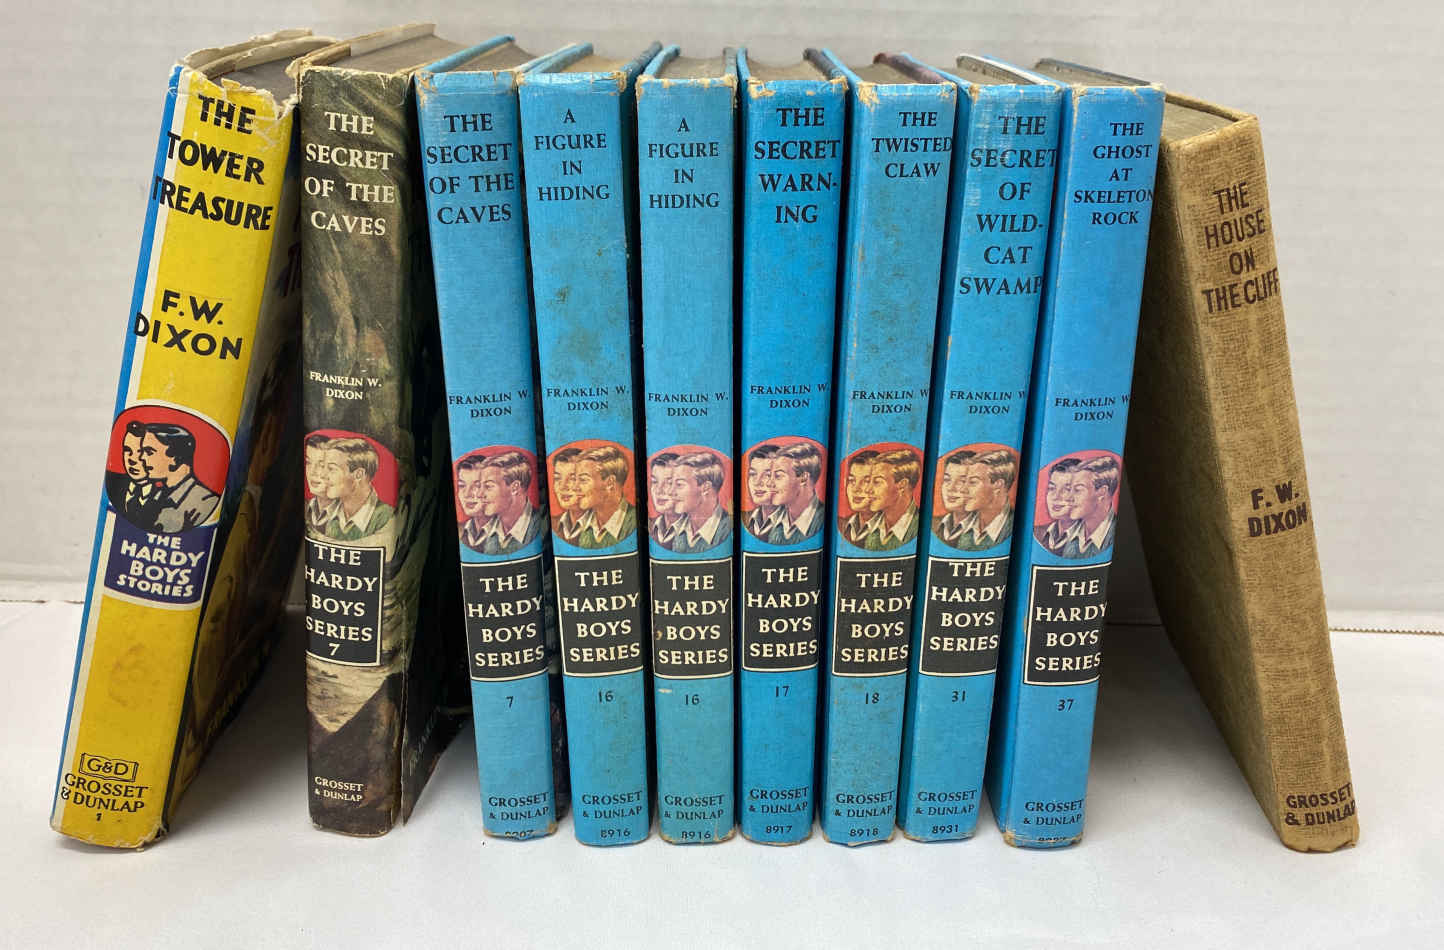 THE
TOWER
TREASURE
F.W.
DIXON
THE
HARDY
BOYS
STORIES
G&D
GROSSET
& DUNLAP
1
THE
SECRET
OF THE
CAVES
FRANKLIN W.
DIXON
THE
HARDY
BOYS
SERIES
7
GROSSET
& DUNLAP
THE
SECRET
OF THE
CAVES
FRANKLIN W.
DIXON
THE
HARDY
BOYS
SERIES
7
GROSSET
& DUNLAP
A
FIGURE
IN
HIDING
FRANKLIN W.
DIXON
THE
HARDY
BOYS
SERIES
16
GROSSET
& DUNLAP
8916
A
FIGURE
IN
HIDING
FRANKLIN W.
DIXON
THE
HARDY
BOYS
SERIES
16
GROSSET
& DUNLAP
8916
THE
SECRET
WARN-
ING
FRANKLIN W.
DIXON
THE
HARDY
BOYS
SERIES
17
GROSSET
& DUNLAP
8917
THE
TWISTED
CLAW
FRANKLIN W.
DIXON
THE
HARDY
BOYS
SERIES
18
GROSSET
& DUNLAP
8918
THE
SECRET
OF
WILD-
CAT
SWAMP
FRANKLIN W.
DIXON
THE
HARDY
BOYS
SERIES
31
GROSSET
& DUNLAP
8931
THE
GHOST
AT
SKELETON
ROCK
FRANKLIN W.
DIXON
THE
HARDY
BOYS
SERIES
37
GROSSET
& DUNLAP
THE
HOUSE
ON
THE CLIFF
F. W.
DIXON
GROSSET
& DUNLAP